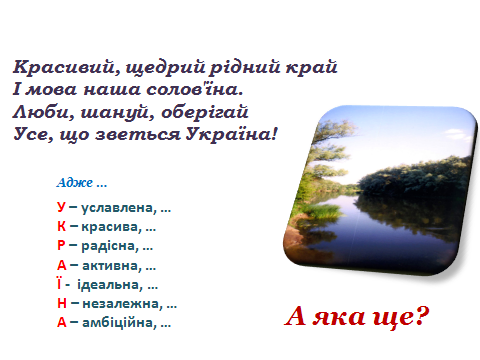 Красивий, щедрий рідний край
І мова наша солов'їна.
Люби, шануй, оберігай
Усе, що зветься Україна!
Адже ...
У – уславлена, ...
К – красива, ...
Р – радісна, ...
А – активна, ...
Ї - ідеальна, ...
Н – незалежна, ...
А – амбіційна, ...
А яка ще?